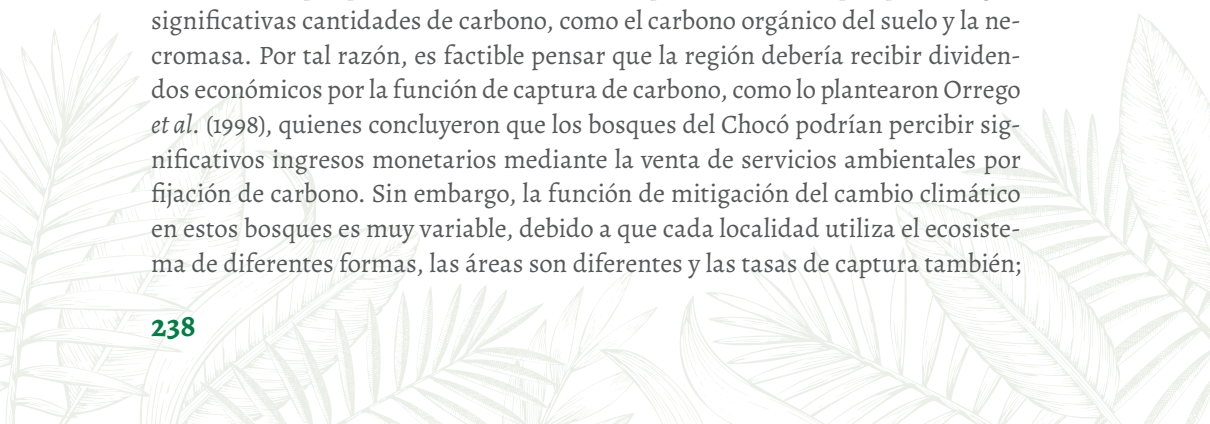 significativas cantidades de carbono, como el carbono orgánico del suelo y la ne-
cromasa. Por tal razón, es factible pensar que la región debería recibir dividen-
dos económicos por la función de captura de carbono, como lo plantearon Orrego
et al. (1998), quienes concluyeron que los bosques del Chocó podrían percibir sig-
nificativos ingresos monetarios mediante la venta de servicios ambientales por
fijación de carbono. Sin embargo, la función de mitigación del cambio climático
en estos bosques es muy variable, debido a que cada localidad utiliza el ecosiste-
ma de diferentes formas, las áreas son diferentes y las tasas de captura también;
238